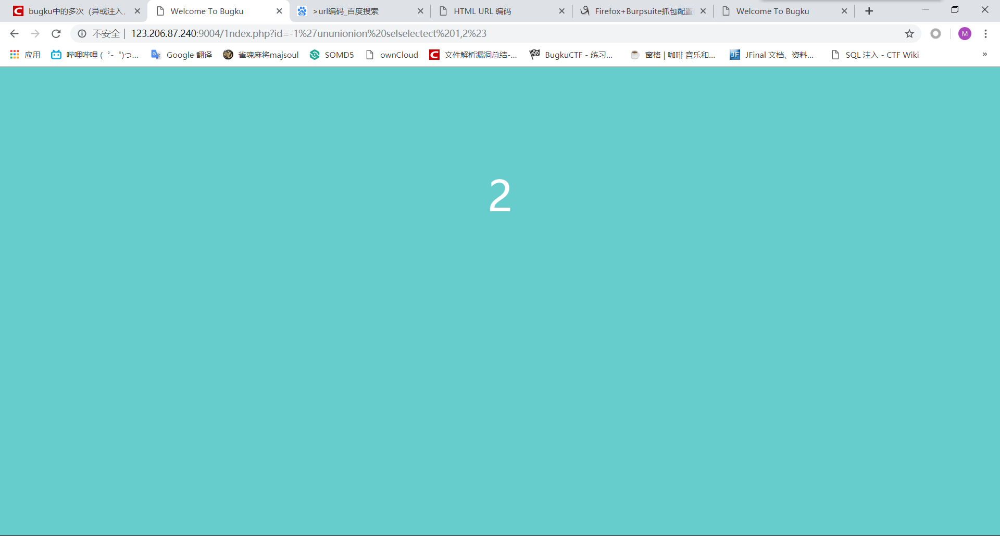 bugku中的多次（异或注入，
Welcome To Bugku
>url编码_百度搜索
HTML URL 编码
Firefox+Burpsuite抓包配置
Welcome To Bugku
不安全 | 123.206.87.240:9004/1ndex.php?id=-1%27ununionion%20selselectect%201,2%23
M
应用
哔哩哔哩 (゜-゜)つ...
Google 翻译
雀魂麻将majsoul
SOMD5
ownCloud
文件解析漏洞总结-...
BugkuCTF - 练习...
窗格 | 咖啡 音乐和...
JFinal 文档、资料...
SQL 注入 - CTF Wiki
»
2